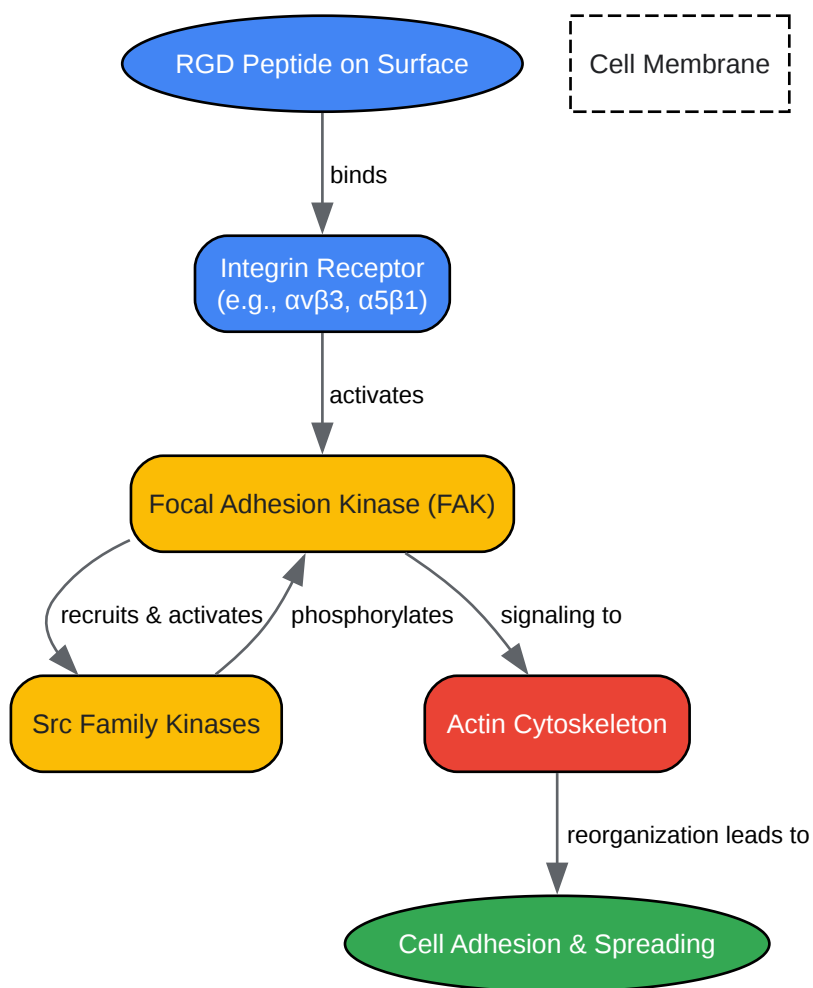 RGD Peptide on Surface
Cell Membrane
binds
Integrin Receptor
(e.g., αvβ3, α5β1)
activates
Focal Adhesion Kinase (FAK)
recruits & activates
phosphorylates
signaling to
Src Family Kinases
Actin Cytoskeleton
reorganization leads to
Cell Adhesion & Spreading